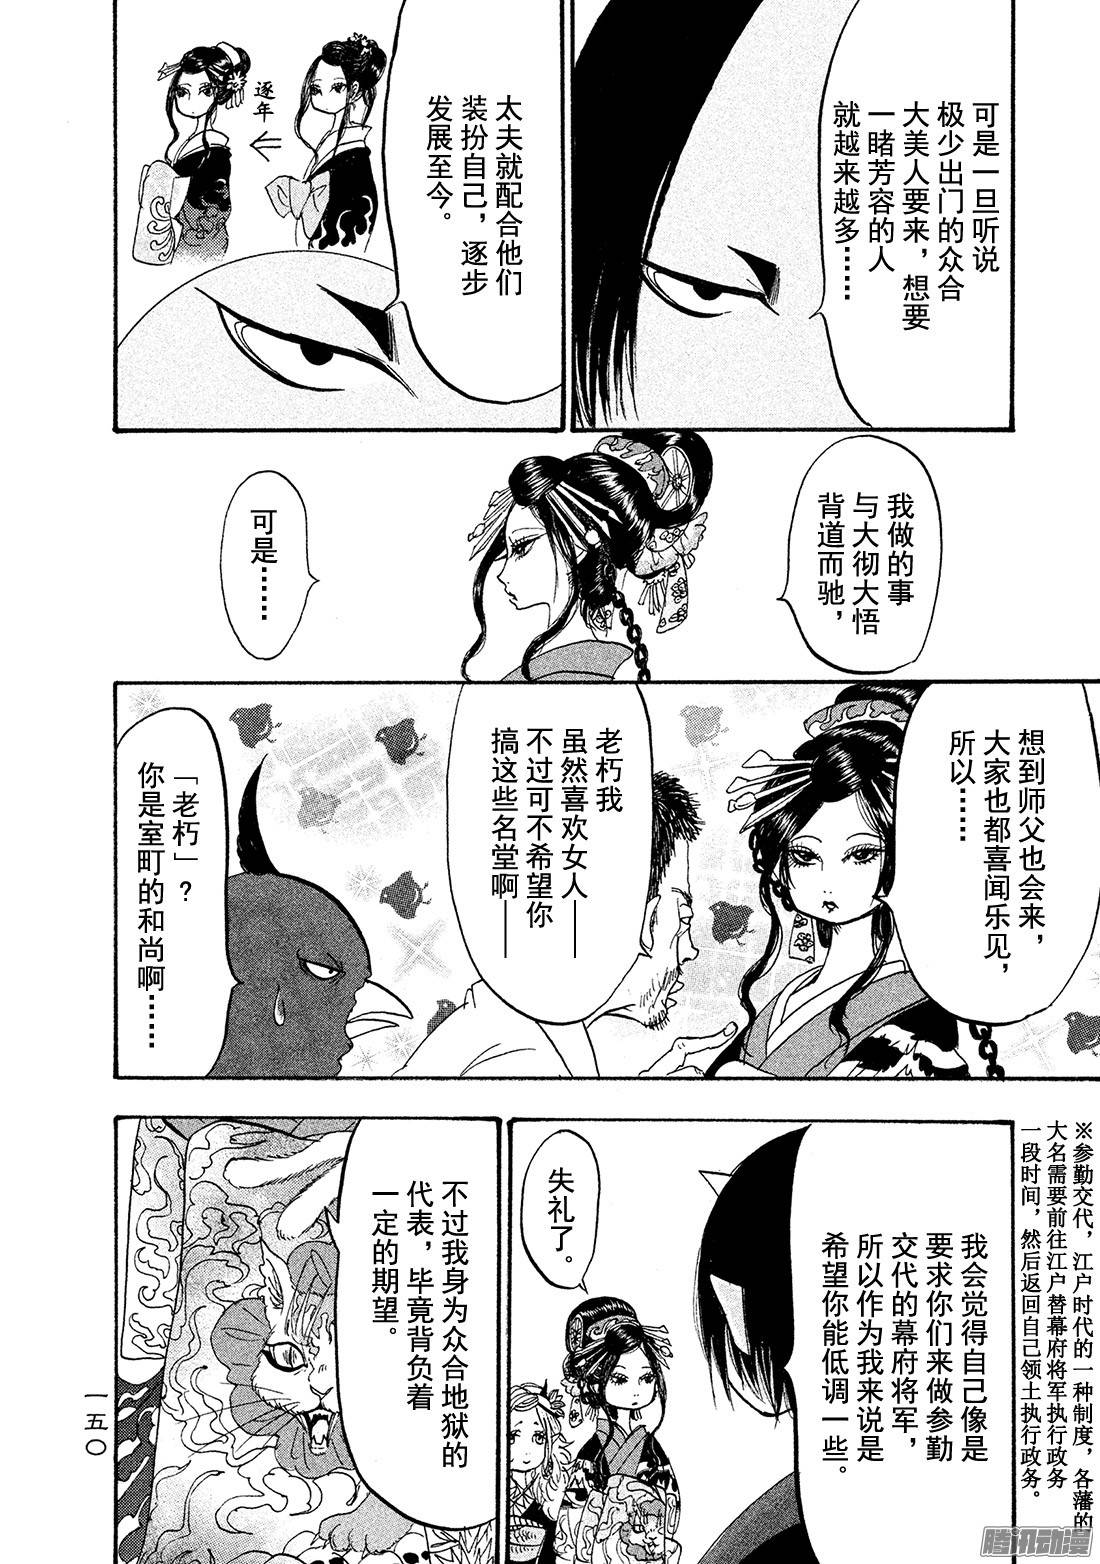 可是一旦听说
极少出门的众合
大美人要来，想要
一睹芳容的人
就越来越多……
太夫就配合他们
装扮自己，逐步
发展至今。
逐年
我做的事
与大彻大悟
背道而驰，
可是……
想到师父也会来，
大家也都喜闻乐见，
所以……
老朽我
虽然喜欢女人——
不过可不希望你
搞这些名堂啊——
「老朽」？
你是室町的和尚啊……
※参勤交代，江户时代的一种制度，各藩的
大名需要前往江户替幕府将军执行政务
一段时间，然后返回自己领土执行政务。
我会觉得自己像是
要求你们来做参勤
交代的幕府将军，
所以作为我来说是
希望你能低调一些。
失礼了。
不过我身为众合地狱的
代表，毕竟背负着
一定的期望。
一五〇
腾讯动漫